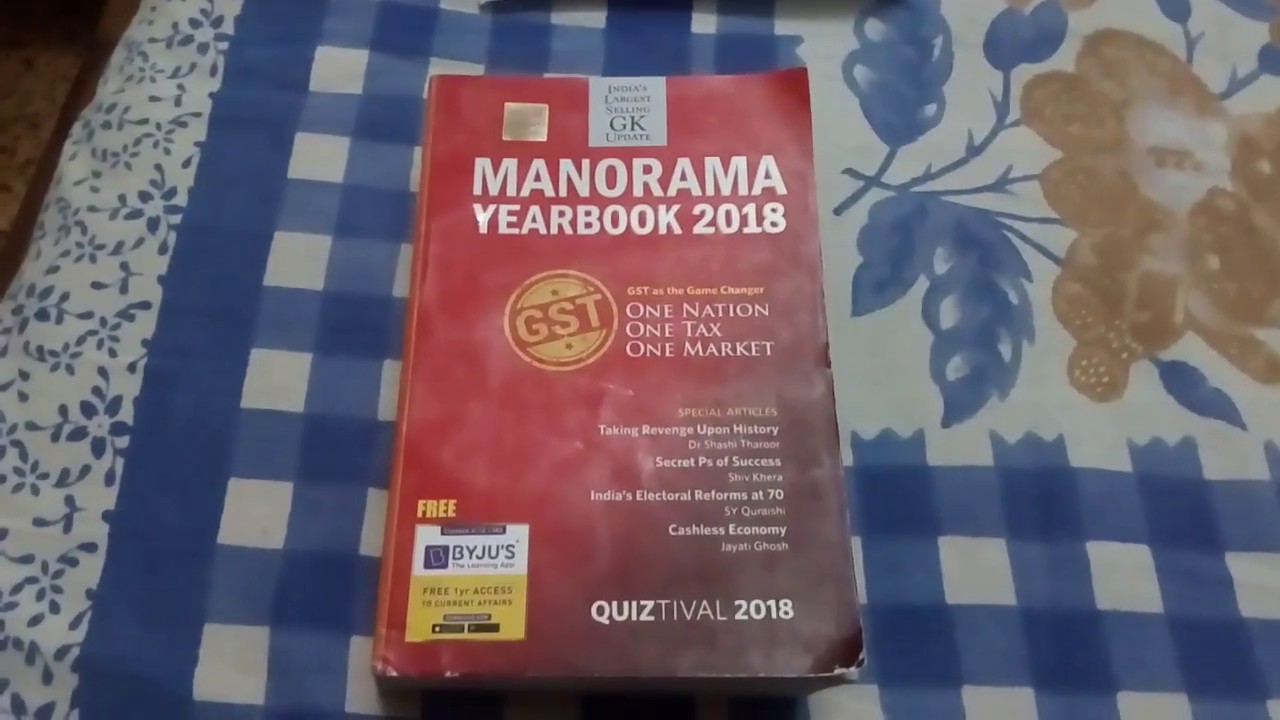 INDIA'S
LARGEST
SELLING
GK
UPDATE
MANORAMA
YEARBOOK 2018
GST
GST as the Game Changer
ONE NATION
ONE TAX
ONE MARKET
SPECIAL ARTICLES
Taking Revenge Upon History
Dr Shashi Tharoor
Secret Ps of Success
Shiv Khera
India's Electoral Reforms at 70
SY Quraishi
Cashless Economy
Jayati Ghosh
FREE
BYJU'S
The Learning App
FREE 1yr ACCESS
TO CURRENT AFFAIRS
QUIZTIVAL 2018